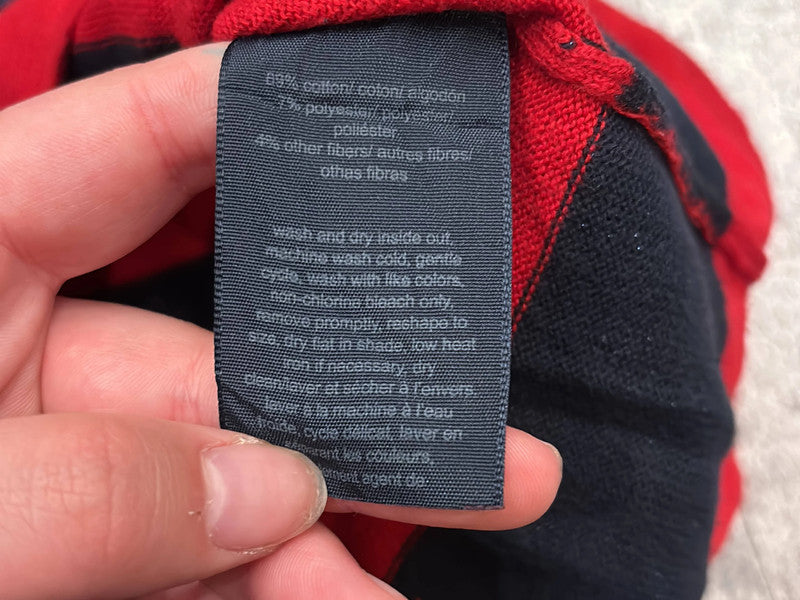 89% cotton/ coton/ algodón
7% polyester/ polyester/
poliéster
4% other fibers/ autres fibres/
othas fibras
wash and dry inside out,
machine wash cold, gentle
cycle, wash with like colors,
non-chlorine bleach only,
remove promptly, reshape to
size, dry flat in shade, low heat
iron if necessary, dry
clean/laver et sécher à l'envers,
laver à la machine à l'eau
froide, cycle délicat, laver en
séparant les couleurs,
agent de